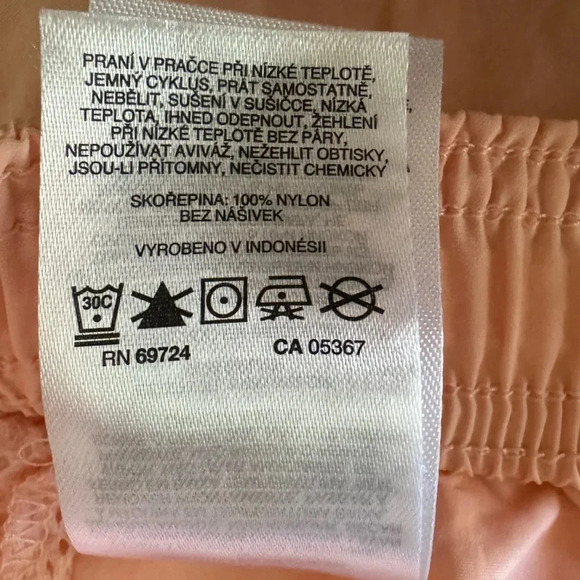 PRANÍ V PRAČCE PŘI NÍZKÉ TEPLOTĚ,
JEMNÝ CYKLUS, PRÁT SAMOSTATNĚ,
NEBĚLIT, SUŠENÍ V SUŠICCE, NÍZKÁ
TEPLOTA, IHNED ODEPNOUT, ŽEHLENÍ
PŘI NÍZKÉ TEPLOTĚ BEZ PÁRY,
NEPOUŽÍVAT AVIVÁŽ, NEŽEHLIT OBTISKY,
JSOU-LI PŘÍTOMNY, NEČISTIT CHEMICKY
SKOŘEPINA: 100% NYLON
BEZ NÁŠIVEK
VYROBENO V INDONÉSII
30C
RN 69724 CA 05367